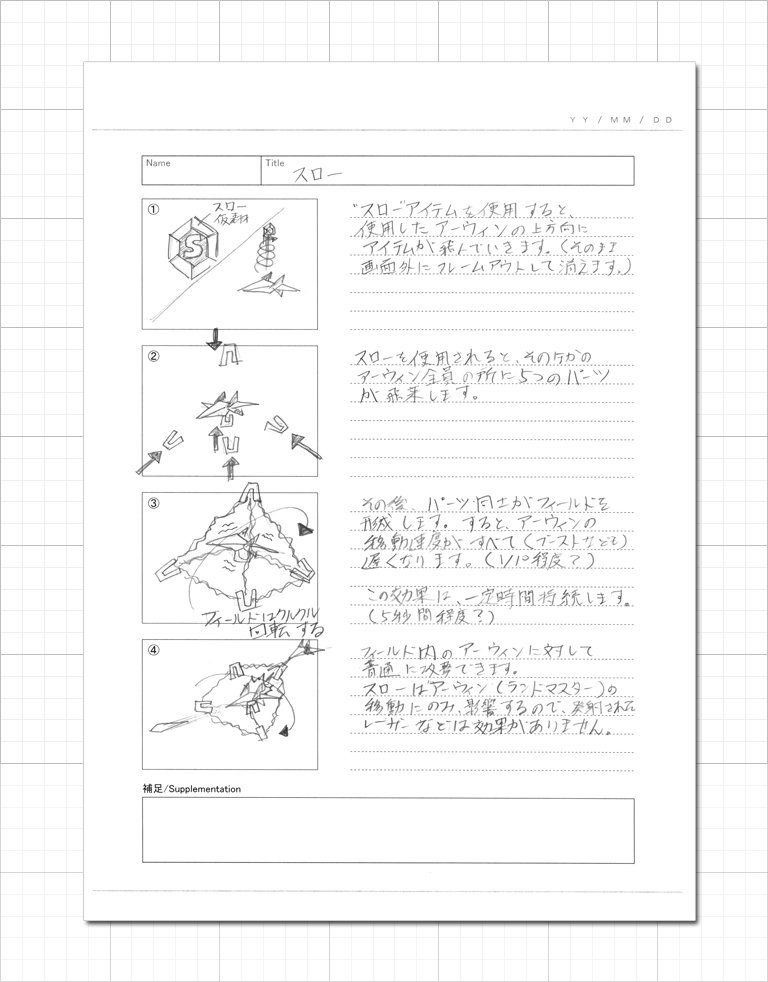 YY / MM / DD
Name
Title
スロー
①
スロー
仮素材
S
"スロー"アイテムを使用すると、
使用したアーウィンの上方向に
アイテムが飛んでいきます。(そのまま
画面外にフレームアウトして消えます。)
②
スローを使用されると、そのほかの
アーウィン全員の所に5つのパーツ
が飛来します。
③
フィールドはクルクル
回転する
その後、パーツ同士がフィールドを
形成します。すると、アーウィンの
移動速度がすべて(ブーストなども)
遅くなります。(1/10程度?)
この効果は、一定時間持続します。
(5秒間程度?)
④
フィールド内のアーウィンに対して
普通に攻撃できます。
スローはアーウィン(ランドマスター)の
移動にのみ、影響するので、発射された
レーザーなどは効果がありません。
補足/Supplementation